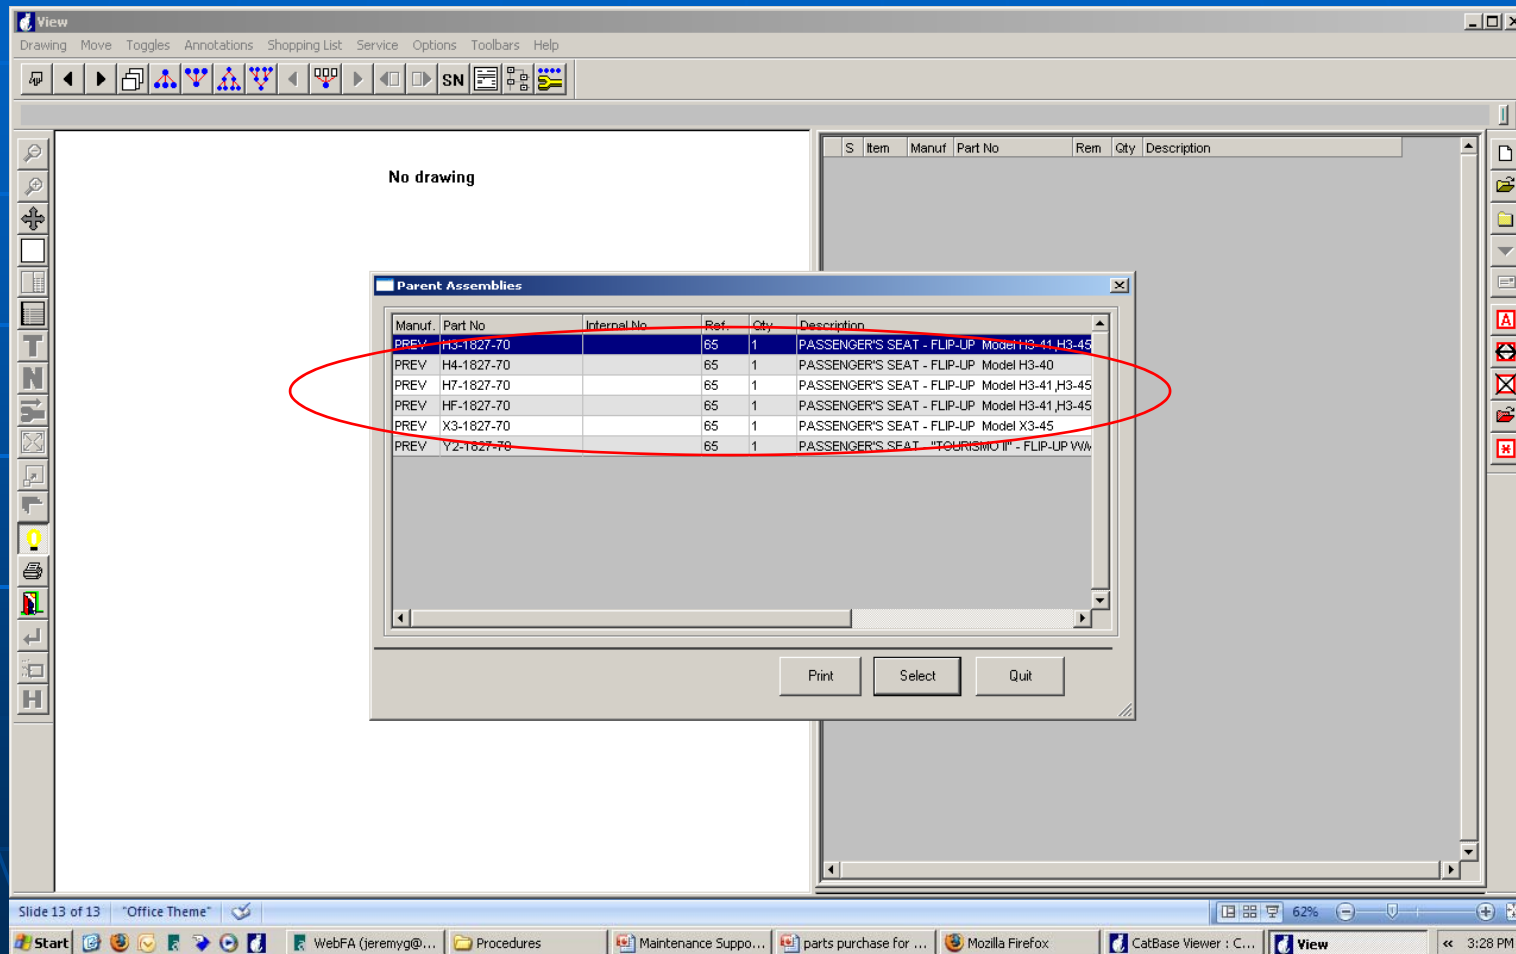 View
Drawing Move Toggles Annotations Shopping List Service Options Toolbars Help
SN
S Item Manuf Part No Rem Qty Description
No drawing
Parent Assemblies
Manuf. Part No Internal No Ref. Qty Description
PREV H3-1827-70 65 1 PASSENGER'S SEAT - FLIP-UP Model H3-41,H3-45
PREV H4-1827-70 65 1 PASSENGER'S SEAT - FLIP-UP Model H3-40
PREV H7-1827-70 65 1 PASSENGER'S SEAT - FLIP-UP Model H3-41,H3-45
PREV HF-1827-70 65 1 PASSENGER'S SEAT - FLIP-UP Model H3-41,H3-45
PREV X3-1827-70 65 1 PASSENGER'S SEAT - FLIP-UP Model X3-45
PREV Y2-1827-70 65 1 PASSENGER'S SEAT - "TOURISMO II" - FLIP-UP
Print Select Quit
T
N
H
A
Slide 13 of 13 "Office Theme" 62%
Start WebFA (jeremyg@... Procedures Maintenance Suppo... parts purchase for ... Mozilla Firefox CatBase Viewer : C... View « 3:28 PM